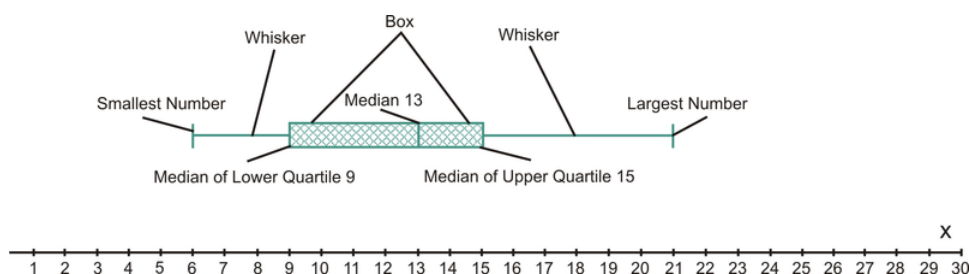 Box
Whisker
Whisker
Smallest Number
Median 13
Largest Number
Median of Lower Quartile 9
Median of Upper Quartile 15
x
1 2 3 4 5 6 7 8 9 10 11 12 13 14 15 16 17 18 19 20 21 22 23 24 25 26 27 28 29 30